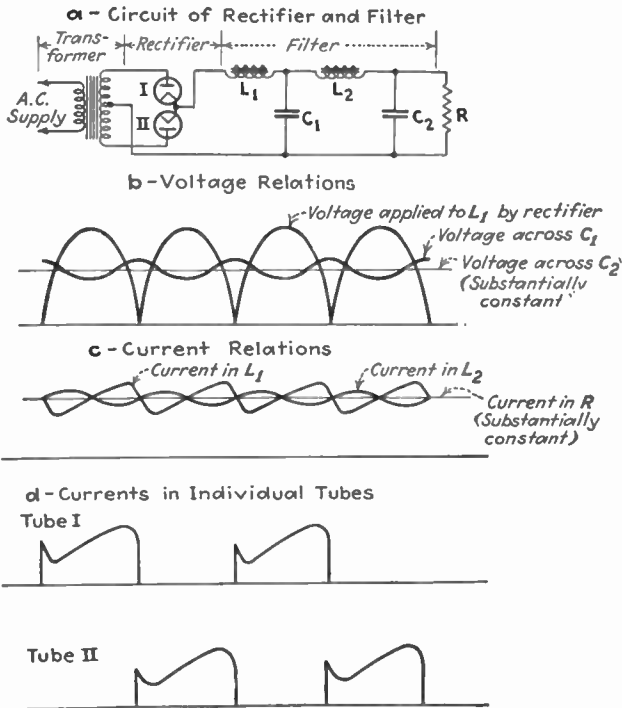 a - Circuit of Rectifier and Filter
Trans-
former
Rectifier
Filter
A.C.
Supply
I
II
L1
L2
C1
C2
R
b - Voltage Relations
Voltage applied to L1 by rectifier
Voltage across C1
Voltage across C2
(Substantially
constant
c - Current Relations
Current in L1
Current in L2
Current in R
(Substantially
constant)
d - Currents in Individual Tubes
Tube I
Tube II